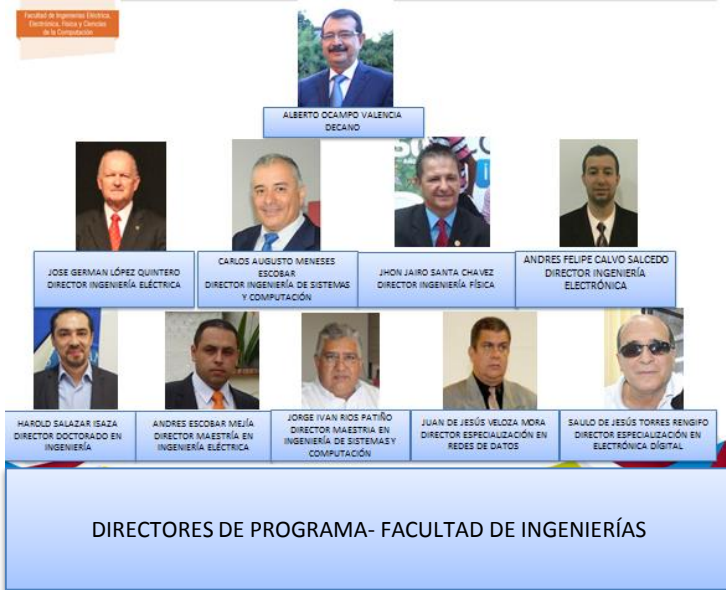 Facultad de Ingenierías Eléctrica,
Electrónica, Física y Ciencias
de la Computación
ALBERTO OCAMPO VALENCIA
DECANO
JOSE GERMAN LÓPEZ QUINTERO
DIRECTOR INGENIERÍA ELÉCTRICA
CARLOS AUGUSTO MENESES
ESCOBAR
DIRECTOR INGENIERÍA DE SISTEMAS
Y COMPUTACIÓN
JHON JAIRO SANTA CHAVEZ
DIRECTOR INGENIERÍA FÍSICA
ANDRES FELIPE CALVO SALCEDO
DIRECTOR INGENIERÍA
ELECTRÓNICA
HAROLD SALAZAR ISAZA
DIRECTOR DOCTORADO EN
INGENIERÍA
ANDRES ESCOBAR MEJÍA
DIRECTOR MAESTRÍA EN
INGENIERÍA ELÉCTRICA
JORGE IVAN RIOS PATIÑO
DIRECTOR MAESTRIA EN
INGENIERÍA DE SISTEMAS Y
COMPUTACIÓN
JUAN DE JESÚS VELOZA MORA
DIRECTOR ESPECIALIZACIÓN EN
REDES DE DATOS
SAULO DE JESÚS TORRES RENGIFO
DIRECTOR ESPECIALIZACIÓN EN
ELECTRÓNICA DÍGITAL
DIRECTORES DE PROGRAMA- FACULTAD DE INGENIERÍAS